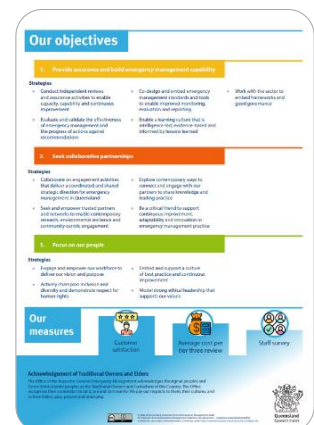 Our objectives
1. Provide assurance and build emergency management capability
Strategies
Conduct independent reviews
and assurance activities to enable
capacity, capability and continuous
improvement
Evaluate and validate the effectiveness
of emergency management and
the progress of actions against
recommendations
Co-design and embed emergency
management standards and tools
to enable improved monitoring,
evaluation and reporting
Enable a learning culture that is
intelligence-led, evidence-based and
informed by lessons learned
Work with the sector to
embed frameworks and
good governance
2. Seek collaborative partnerships
Strategies
Collaborate on engagement activities
that deliver a coordinated and shared
strategic direction for emergency
management in Queensland
Seek and empower trusted partners
and networks to enable contemporary
research, environmental resilience and
community-centric engagement
Explore contemporary ways to
connect and engage with our
partners to share knowledge and
leading practice
Be a critical friend to support
continuous improvement,
adaptability and innovation in
emergency management practice
3. Focus on our people
Strategies
Engage and empower our workforce to
deliver our vision and purpose
Actively champion inclusion and
diversity and demonstrate respect for
human rights
Embed and support a culture
of best practice and continuous
improvement
Model strong ethical leadership that
supports our values
Our
measures
Customer
satisfaction
Average cost per
tier three review
Staff survey
Acknowledgement of Traditional Owners and Elders
Queensland
Government